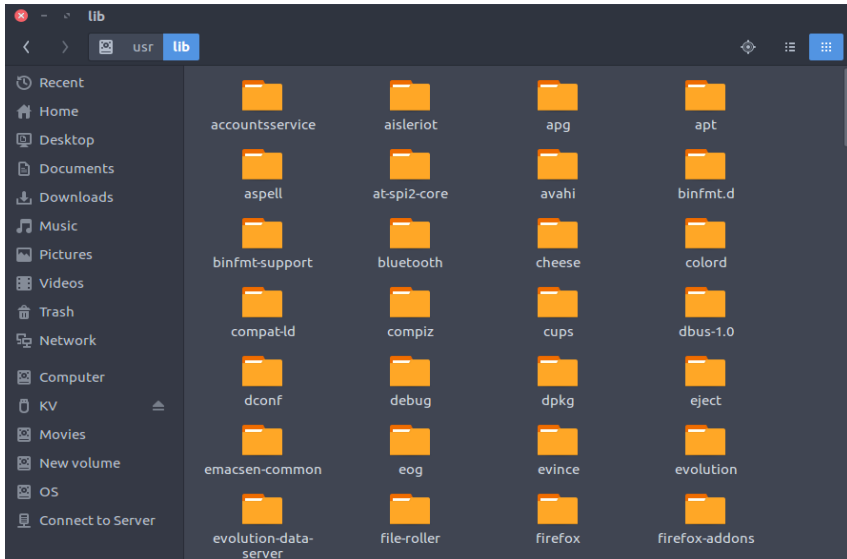 lib
usr lib
Recent
Home
Desktop
Documents
Downloads
Music
Pictures
Videos
Trash
Network
Computer
KV
Movies
New volume
OS
Connect to Server
accountsservice aisleriot apg apt
aspell at-spi2-core avahi binfmt.d
binfmt-support bluetooth cheese colord
compat-ld compiz cups dbus-1.0
dconf debug dpkg eject
emacsen-common eog evince evolution
evolution-data- file-roller firefox firefox-addons
server